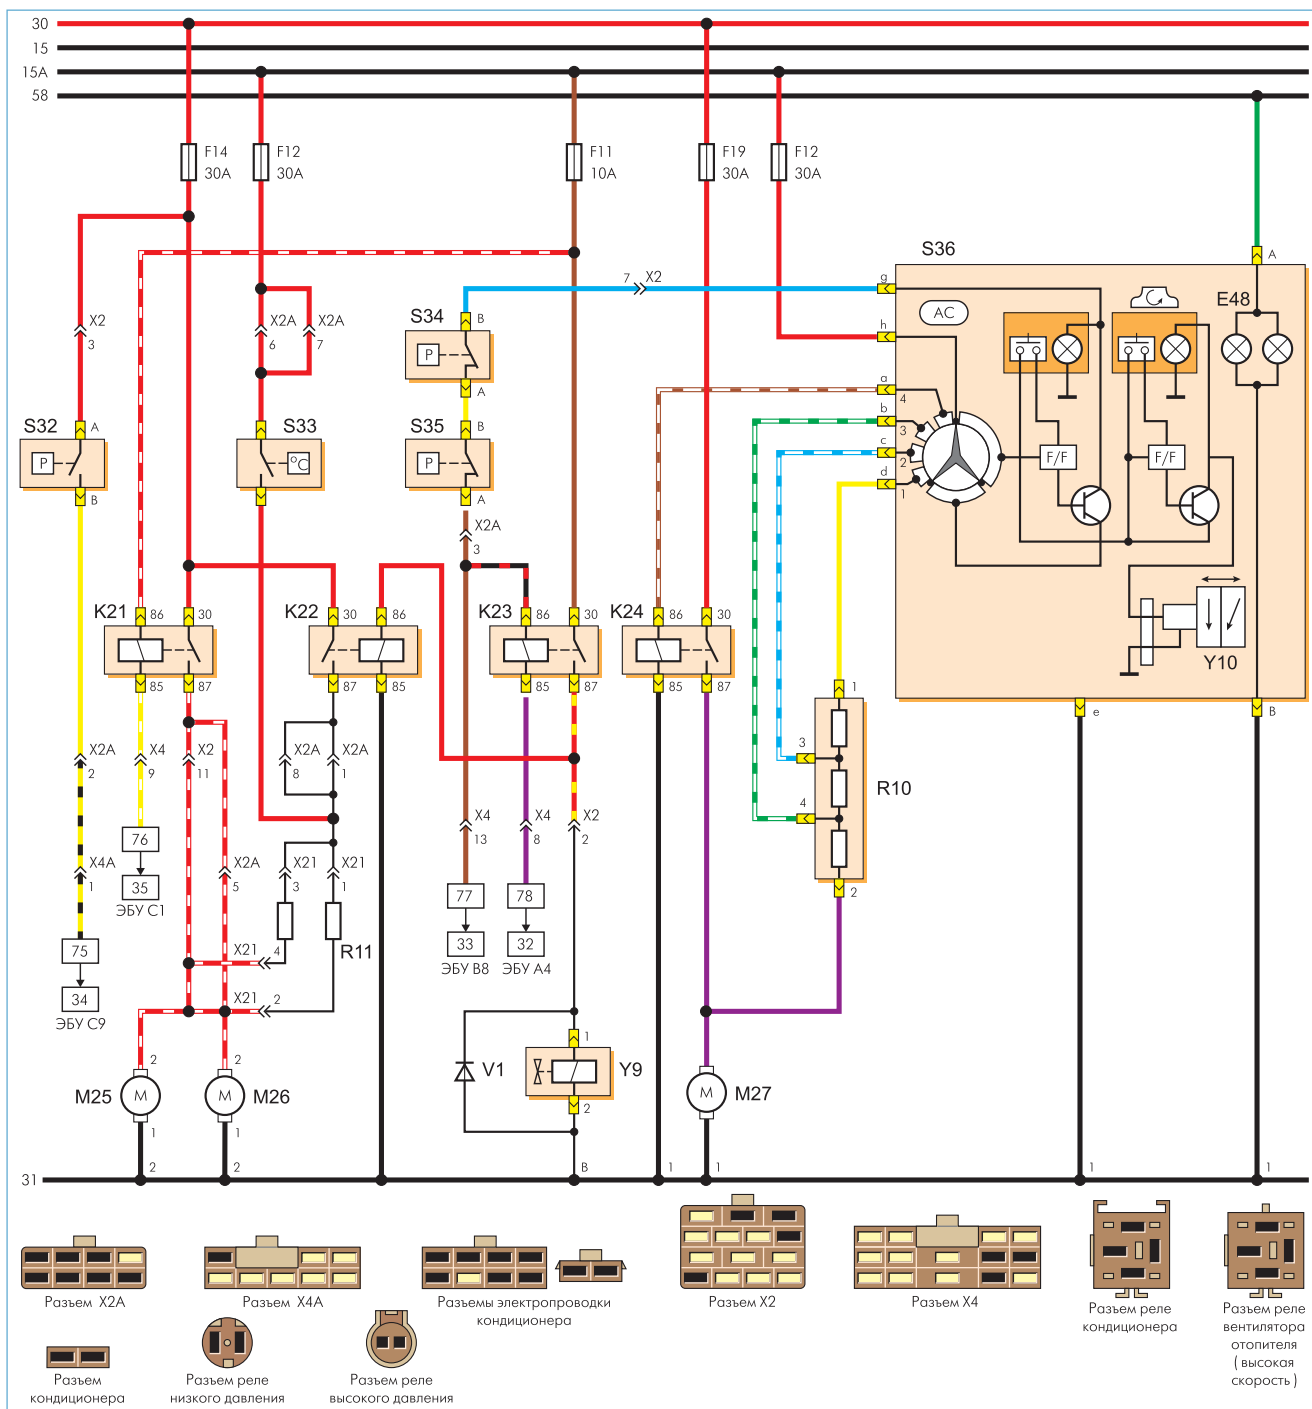 30
15
15A
58
F14
30A
F12
30A
F11
10A
F19
30A
F12
30A
S36
A
7 X2
g
AC
E48
h
X2
3
X2A
6
X2A
7
S34
B
P
A
a
4
b
3
c
2
d
1
S32
A
P
B
S33
°C
S35
B
P
A
F/F
F/F
X2A
3
K21
86
30
85
87
K22
30
86
87
85
K23
86
30
85
87
K24
86
30
85
87
Y10
e
B
X2A
2
X4
9
X2
11
X2A
8
X2A
1
1
3
4
2
R10
76
35
ЭБУ C1
X4A
1
X2A
5
X21
3
X21
1
X4
13
X4
8
X2
2
75
34
ЭБУ C9
77
33
ЭБУ B8
78
32
ЭБУ A4
X21
4
R11
X21
2
V1
1
Y9
2
M25
2
M
1
2
M26
2
M
1
2
M27
M
1
B
1
1
1
31
Разъем X2A
Разъем X4A
Разъемы электропроводки
кондиционера
Разъем X2
Разъем X4
Разъем реле
кондиционера
Разъем реле
вентилятора
отопителя
( высокая
скорость )
Разъем
кондиционера
Разъем реле
низкого давления
Разъем реле
высокого давления